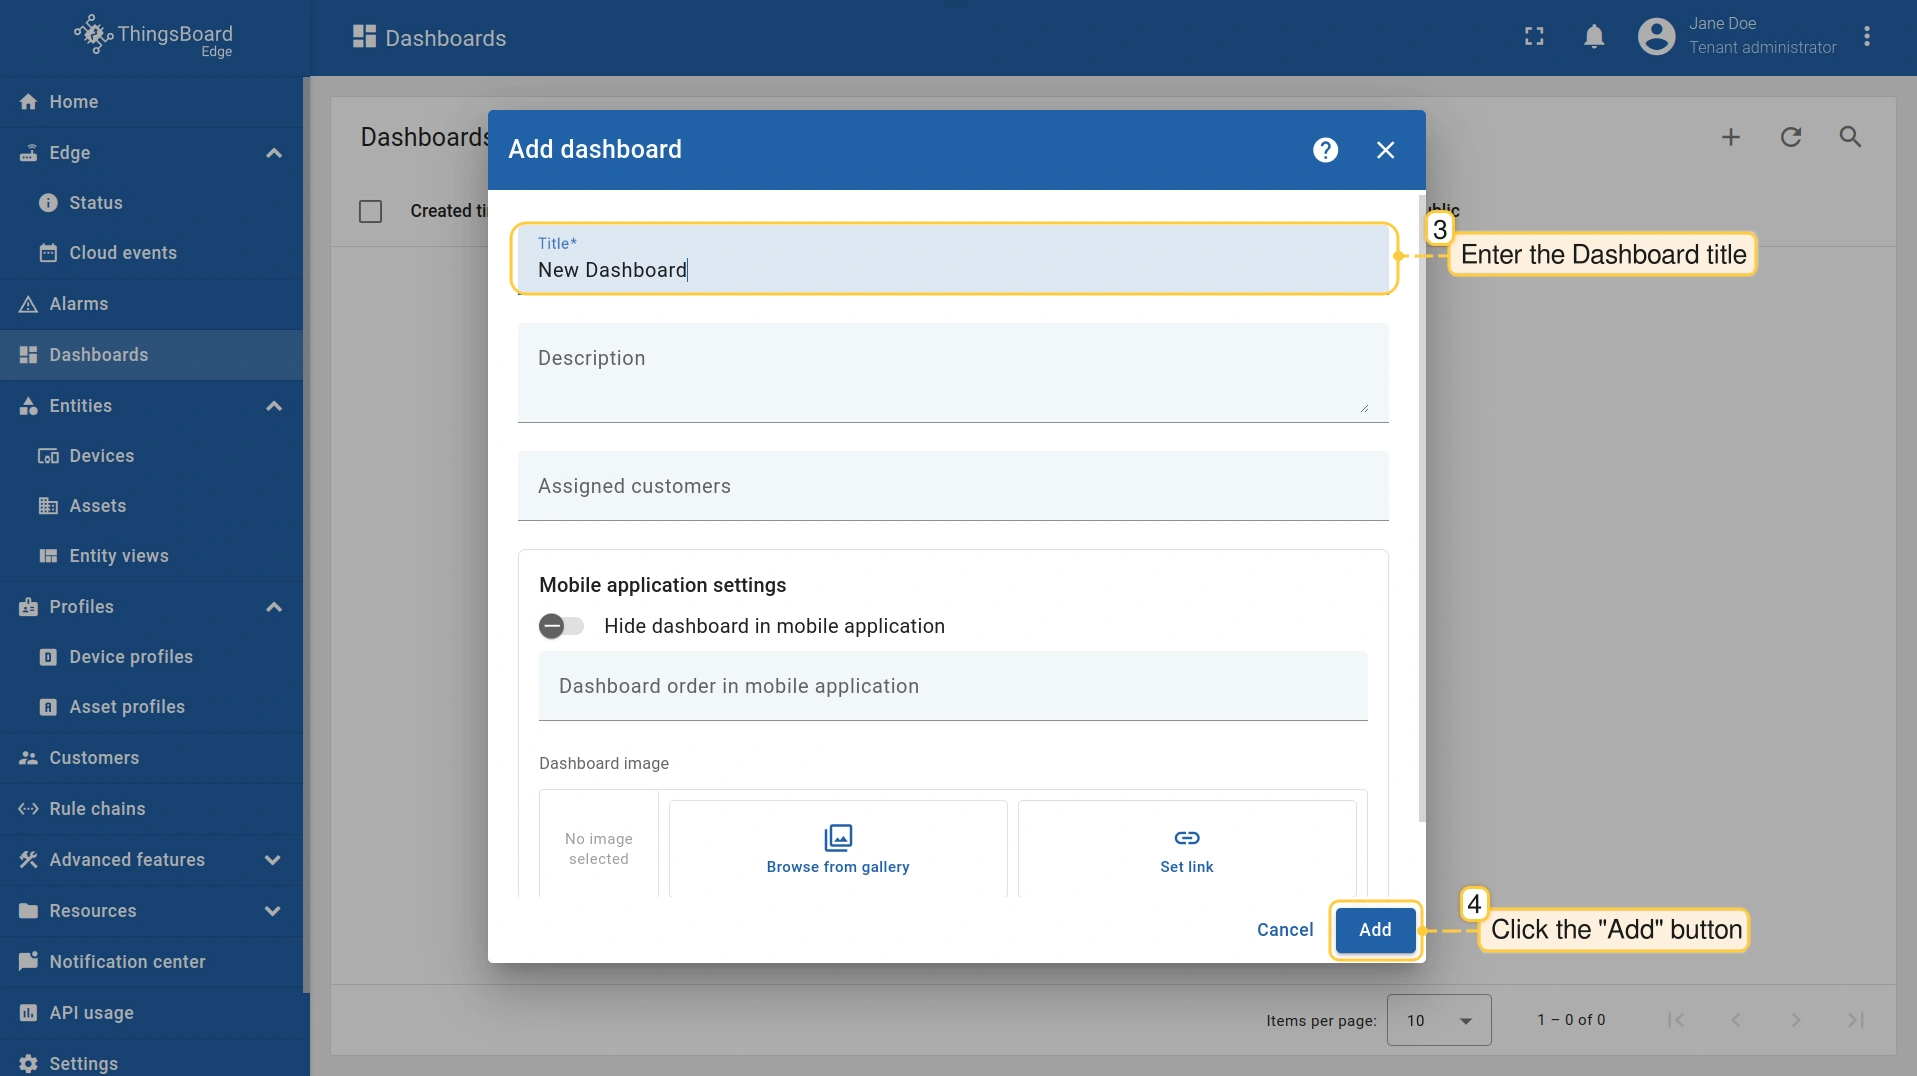 ThingsBoard
Edge
Dashboards
Jane Doe
Tenant administrator
Home
Edge
Status
Cloud events
Alarms
Dashboards
Entities
Devices
Assets
Entity views
Profiles
Device profiles
Asset profiles
Customers
Rule chains
Advanced features
Resources
Notification center
API usage
Settings
Dashboards
Created ti
blic
Add dashboard
Title*
New Dashboard
3
Enter the Dashboard title
Description
Assigned customers
Mobile application settings
Hide dashboard in mobile application
Dashboard order in mobile application
Dashboard image
No image
selected
Browse from gallery
Set link
Cancel
Add
4
Click the "Add" button
Items per page:
10
1 – 0 of 0